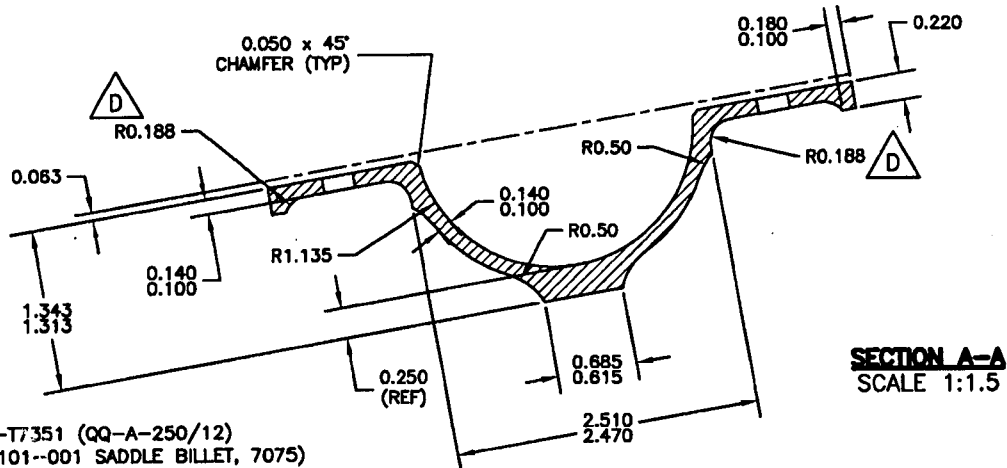 0.180
0.100
0.220
0.050 x 45°
CHAMFER (TYP)
D
R0.188
R0.50
R0.188
D
0.063
0.140
0.100
R0.50
R1.135
0.140
0.100
1.343
1.313
0.685
0.615
0.250
(REF)
SECTION A-A
SCALE 1:1.5
2.510
2.470
-T7351 (QQ-A-250/12)
101--001 SADDLE BILLET, 7075)